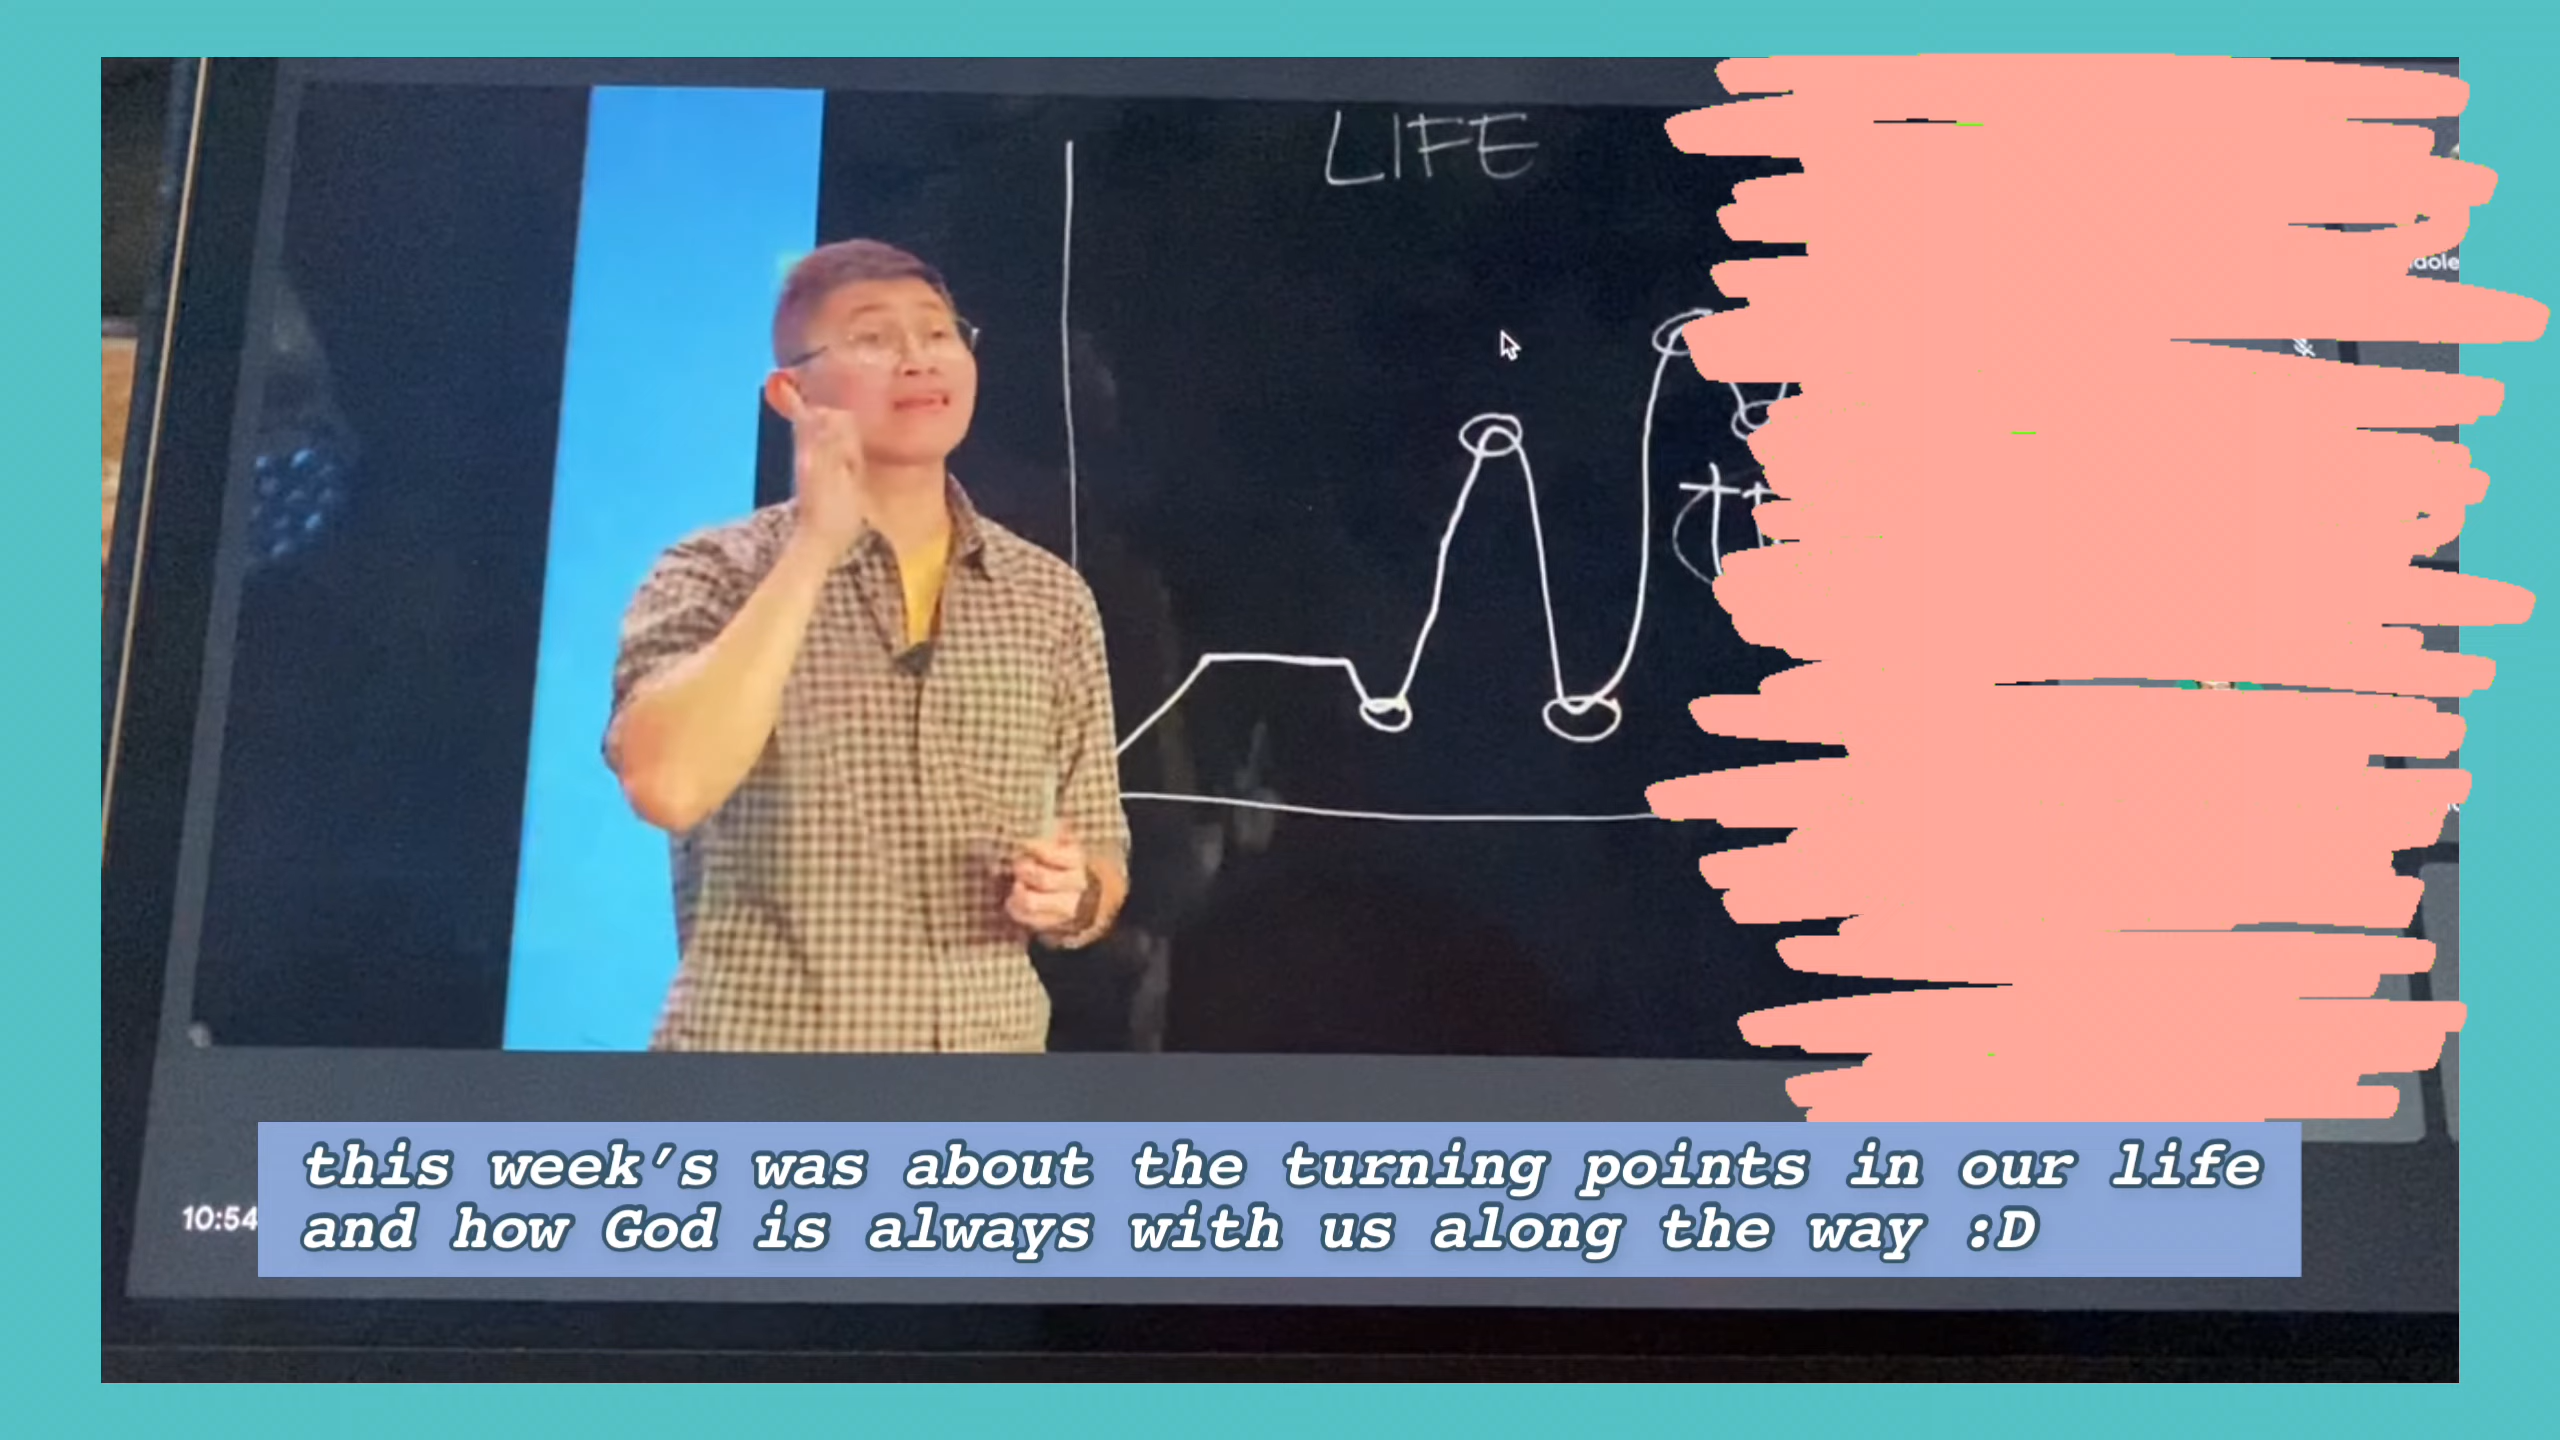 LIFE
this week's was about the turning points in our life
and how God is always with us along the way :D
10:54